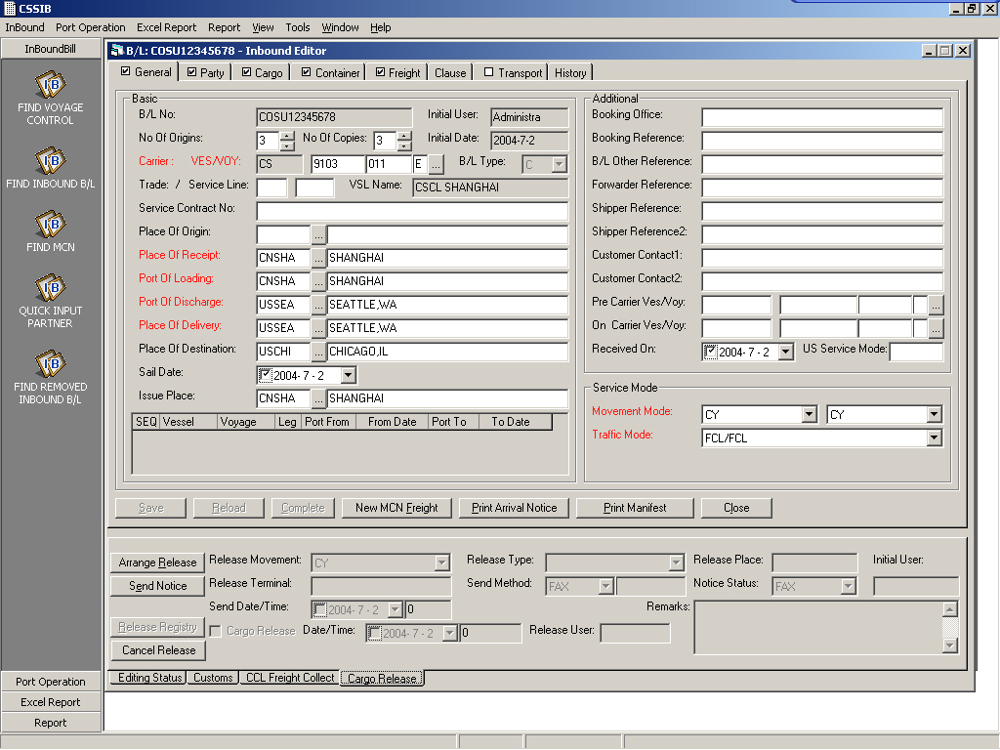 CSSIB
InBound Port Operation Excel Report Report View Tools Window Help
InBoundBill
FIND VOYAGE
CONTROL
FIND INBOUND B/L
FIND MCN
QUICK INPUT
PARTNER
FIND REMOVED
INBOUND B/L
Port Operation
Excel Report
Report
B/L: COSU12345678 - Inbound Editor
General Party Cargo Container Freight Clause Transport History
Basic
B/L No: COSU12345678 Initial User: Administra
No Of Origins: 3 No Of Copies: 3 Initial Date: 2004-7-2
Carrier : VES/VOY: CS 9103 011 E ... B/L Type: C
Trade: / Service Line: VSL Name: CSCL SHANGHAI
Service Contract No:
Place Of Origin: ...
Place Of Receipt: CNSHA ... SHANGHAI
Port Of Loading: CNSHA ... SHANGHAI
Port Of Discharge: USSEA ... SEATTLE,WA
Place Of Delivery: USSEA ... SEATTLE,WA
Place Of Destination: USCHI ... CHICAGO,IL
Sail Date: 2004- 7 - 2
Issue Place: CNSHA ... SHANGHAI
SEQ Vessel Voyage Leg Port From From Date Port To To Date
Additional
Booking Office:
Booking Reference:
B/L Other Reference:
Forwarder Reference:
Shipper Reference:
Shipper Reference2:
Customer Contact1:
Customer Contact2:
Pre Carrier Ves/Voy: ...
On Carrier Ves/Voy: ...
Received On: 2004- 7 - 2 US Service Mode:
Service Mode
Movement Mode: CY CY
Traffic Mode: FCL/FCL
Save Reload Complete New MCN Freight Print Arrival Notice Print Manifest Close
Arrange Release Release Movement: CY Release Type: Release Place: Initial User:
Send Notice Release Terminal: Send Method: FAX Notice Status: FAX
Send Date/Time: 2004- 7 - 2 0 Remarks:
Release Registry Cargo Release Date/Time: 2004- 7 - 2 0 Release User:
Cancel Release
Editing Status Customs CCL Freight Collect Cargo Release